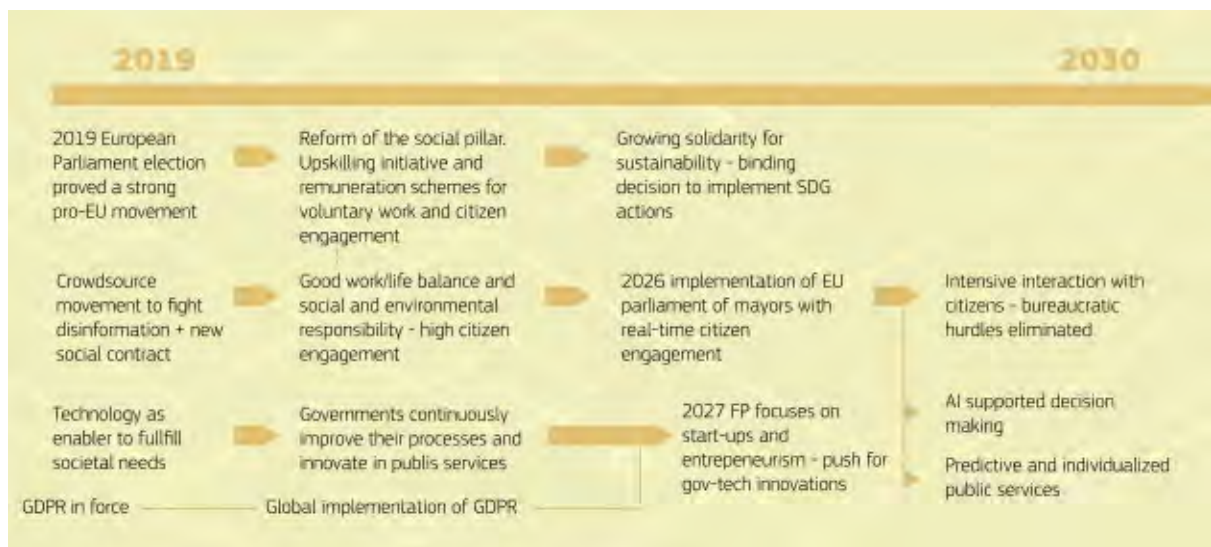 2019
2030
2019 European
Parliament election
proved a strong
pro-EU movement
Reform of the social pillar.
Upskilling initiative and
remuneration schemes for
voluntary work and citizen
engagement
Growing solidarity for
sustainability - binding
decision to implement SDG
actions
Crowdsource
movement to fight
disinformation + new
social contract
Good work/life balance and
social and environmental
responsibility - high citizen
engagement
2026 implementation of EU
parliament of mayors with
real-time citizen
engagement
Intensive interaction with
citizens - bureaucratic
hurdles eliminated
Technology as
enabler to fullfill
societal needs
Governments continuously
improve their processes and
innovate in publis services
2027 FP focuses on
start-ups and
entrepeneurism - push for
gov-tech innovations
AI supported decision
making
Predictive and individualized
public services
GDPR in force
Global implementation of GDPR